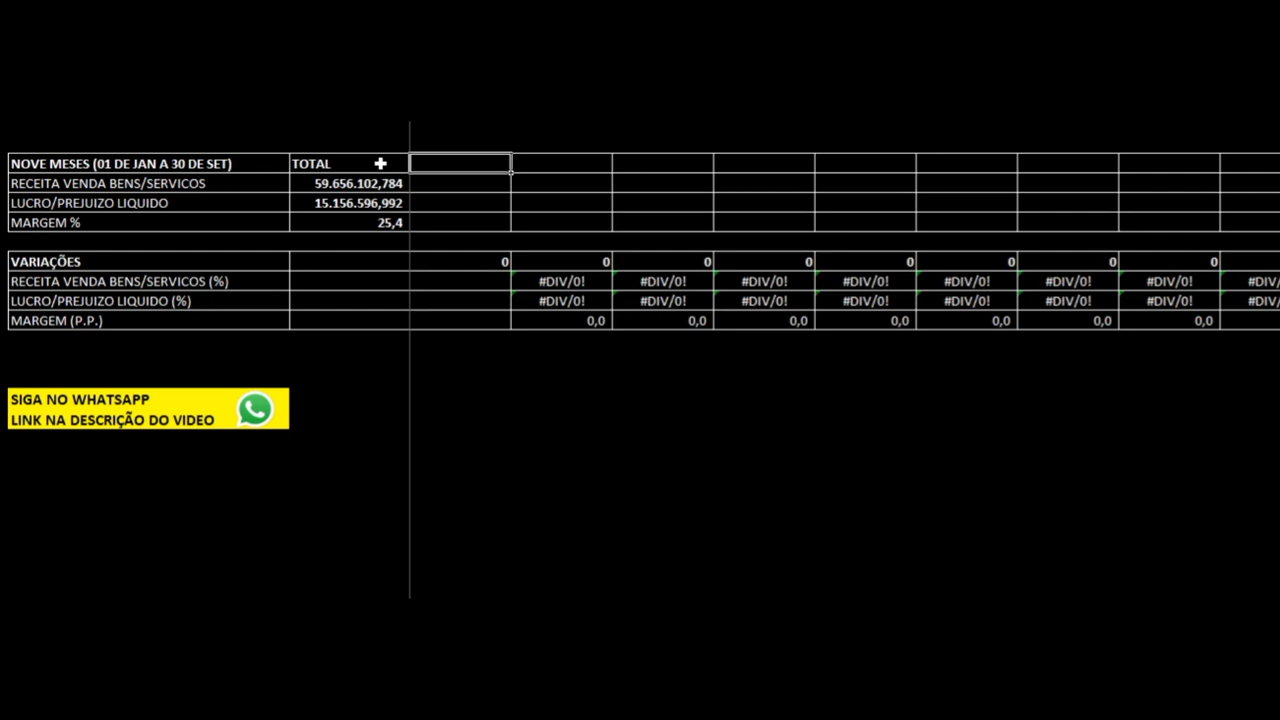 NOVE MESES (01 DE JAN A 30 DE SET) TOTAL
RECEITA VENDA BENS/SERVICOS 59.656.102,784
LUCRO/PREJUIZO LIQUIDO 15.156.596,992
MARGEM % 25,4
VARIAÇÕES 0 0 0 0 0 0 0 0
RECEITA VENDA BENS/SERVICOS (%) #DIV/0! #DIV/0! #DIV/0! #DIV/0! #DIV/0! #DIV/0! #DIV/0! #DIV/
LUCRO/PREJUIZO LIQUIDO (%) #DIV/0! #DIV/0! #DIV/0! #DIV/0! #DIV/0! #DIV/0! #DIV/0! #DIV/
MARGEM (P.P.) 0,0 0,0 0,0 0,0 0,0 0,0 0,0
SIGA NO WHATSAPP
LINK NA DESCRIÇÃO DO VIDEO